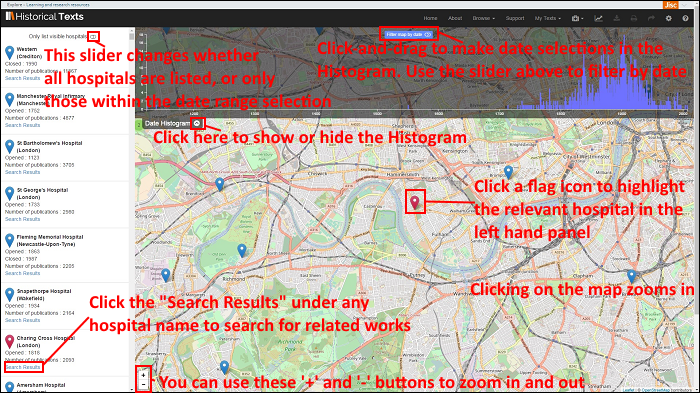 Explore : Learning and research resources
Jisc
Historical Texts
Home About Browse Support My Texts
Only list visible hospitals
Filter map by date
This slider changes whether
all hospitals are listed, or only
those within the date range selection
Click-and-drag to make date selections in the
Histogram. Use the slider above to filter by date
Western
(Crediton)
Closed : 1990
Number of publications :
Search Results
Manchester Royal Infirmary
(Manchester)
Opened : 1752
Number of publications : 4677
Search Results
Date Histogram
Click here to show or hide the Histogram
St Bartholomew's Hospital
(London)
Opened : 1123
Number of publications : 3705
Search Results
St George's Hospital
(London)
Opened : 1733
Number of publications : 2980
Search Results
Click a flag icon to highlight
the relevant hospital in the
left hand panel
Fleming Memorial Hospital
(Newcastle-Upon-Tyne)
Opened : 1863
Closed : 1987
Number of publications : 2205
Search Results
Clicking on the map zooms in
Snapethorpe Hospital
(Wakefield)
Opened : 1934
Number of publications : 2164
Search Results
Click the "Search Results" under any
hospital name to search for related works
Charing Cross Hospital
(London)
Opened : 1818
Number of publications : 2093
Search Results
Amersham Hospital
+
-
You can use these '+' and '-' buttons to zoom in and out
Leaflet | © OpenStreetMap contributors